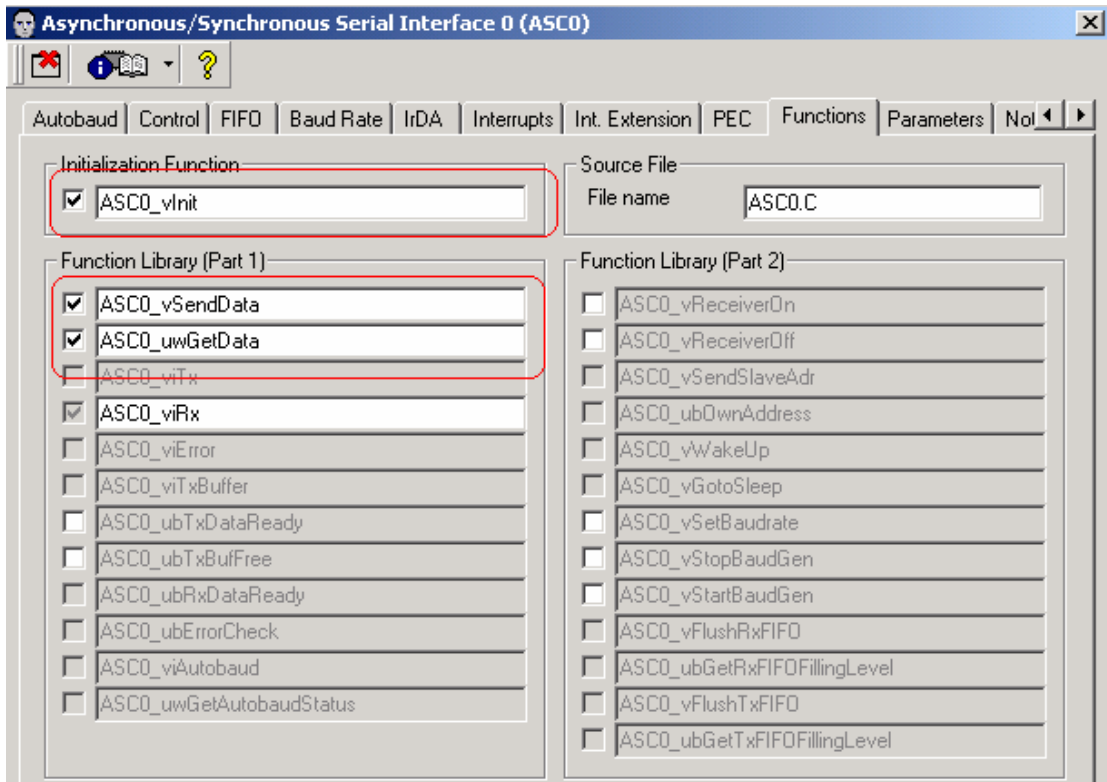 Asynchronous/Synchronous Serial Interface 0 (ASC0)
Autobaud Control FIFO Baud Rate IrDA Interrupts Int. Extension PEC Functions Parameters
Initialization Function
ASC0_vInit
Source File
File name ASC0.C
Function Library (Part 1)
ASC0_vSendData
ASC0_uwGetData
ASC0_viTx
ASC0_viRx
ASC0_viError
ASC0_viTxBuffer
ASC0_ubTxDataReady
ASC0_ubTxBufFree
ASC0_ubRxDataReady
ASC0_ubErrorCheck
ASC0_viAutobaud
ASC0_uwGetAutobaudStatus
Function Library (Part 2)
ASC0_vReceiverOn
ASC0_vReceiverOff
ASC0_vSendSlaveAdr
ASC0_ubOwnAddress
ASC0_vWakeUp
ASC0_vGotoSleep
ASC0_vSetBaudrate
ASC0_vStopBaudGen
ASC0_vStartBaudGen
ASC0_vFlushRxFIFO
ASC0_ubGetRxFIFOFillingLevel
ASC0_vFlushTxFIFO
ASC0_ubGetTxFIFOFillingLevel